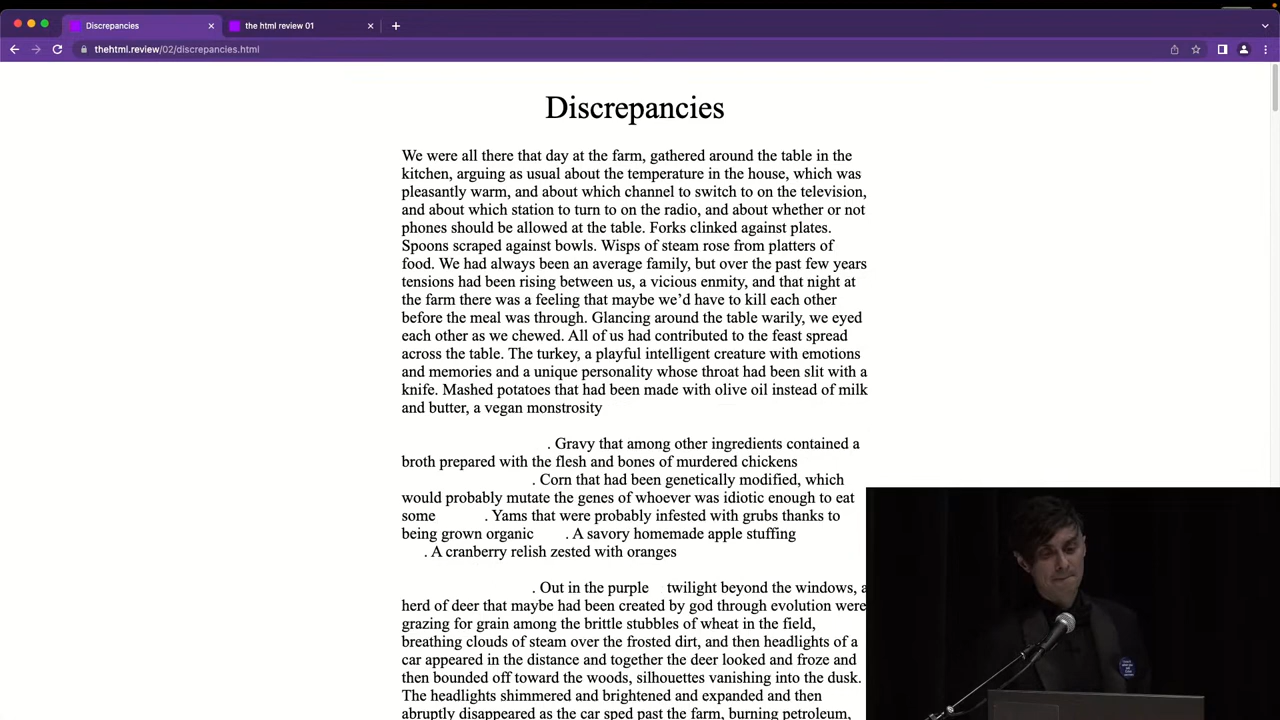 Discrepancies
the html review 01
thehtml.review/02/discrepancies.html
Discrepancies
We were all there that day at the farm, gathered around the table in the
kitchen, arguing as usual about the temperature in the house, which was
pleasantly warm, and about which channel to switch to on the television,
and about which station to turn to on the radio, and about whether or not
phones should be allowed at the table. Forks clinked against plates.
Spoons scraped against bowls. Wisps of steam rose from platters of
food. We had always been an average family, but over the past few years
tensions had been rising between us, a vicious enmity, and that night at
the farm there was a feeling that maybe we’d have to kill each other
before the meal was through. Glancing around the table warily, we eyed
each other as we chewed. All of us had contributed to the feast spread
across the table. The turkey, a playful intelligent creature with emotions
and memories and a unique personality whose throat had been slit with a
knife. Mashed potatoes that had been made with olive oil instead of milk
and butter, a vegan monstrosity
. Gravy that among other ingredients contained a
broth prepared with the flesh and bones of murdered chickens
. Corn that had been genetically modified, which
would probably mutate the genes of whoever was idiotic enough to eat
some . Yams that were probably infested with grubs thanks to
being grown organic . A savory homemade apple stuffing
. A cranberry relish zested with oranges
. Out in the purple twilight beyond the windows, a
herd of deer that maybe had been created by god through evolution were
grazing for grain among the brittle stubbles of wheat in the field,
breathing clouds of steam over the frosted dirt, and then headlights of a
car appeared in the distance and together the deer looked and froze and
then bounded off toward the woods, silhouettes vanishing into the dusk.
The headlights shimmered and brightened and expanded and then
abruptly disappeared as the car sped past the farm, burning petroleum,